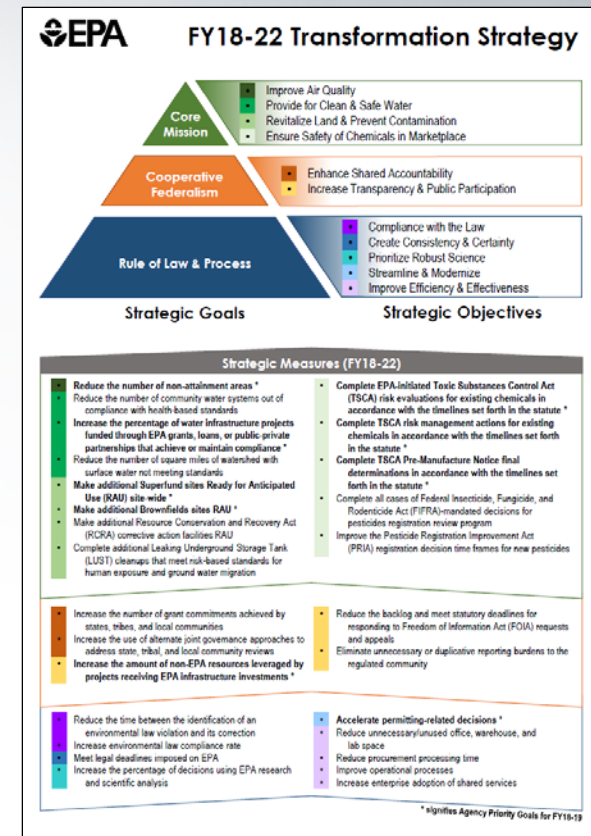 EPA
FY18-22 Transformation Strategy
Core
Mission
• Improve Air Quality
• Provide for Clean & Safe Water
• Revitalize Land & Prevent Contamination
• Ensure Safety of Chemicals in Marketplace
Cooperative
Federalism
• Enhance Shared Accountability
• Increase Transparency & Public Participation
Rule of Law & Process
• Compliance with the Law
• Create Consistency & Certainty
• Prioritize Robust Science
• Streamline & Modernize
• Improve Efficiency & Effectiveness
Strategic Goals
Strategic Objectives
Strategic Measures (FY18-22)
• Reduce the number of non-attainment areas *
• Reduce the number of community water systems out of
compliance with health-based standards
• Increase the percentage of water infrastructure projects
funded through EPA grants, loans, or public-private
partnerships that achieve or maintain compliance *
• Reduce the number of square miles of watershed with
surface water not meeting standards
• Make additional Superfund sites Ready for Anticipated
Use (RAU) site-wide *
• Make additional Brownfields sites RAU *
• Make additional Resource Conservation and Recovery Act
(RCRA) corrective action facilities RAU
• Complete additional Leaking Underground Storage Tank
(LUST) cleanups that meet risk-based standards for
human exposure and ground water migration
• Complete EPA-initiated Toxic Substances Control Act
(TSCA) risk evaluations for existing chemicals in
accordance with the timelines set forth in the statute *
• Complete TSCA risk management actions for existing
chemicals in accordance with the timelines set forth
in the statute *
• Complete TSCA Pre-Manufacture Notice final
determinations in accordance with the timelines set
forth in the statute *
• Complete all cases of Federal Insecticide, Fungicide, and
Rodenticide Act (FIFRA)-mandated decisions for
pesticides registration review program
• Improve the Pesticide Registration Improvement Act
(PRIA) registration decision time frames for new pesticides
• Increase the number of grant commitments achieved by
states, tribes, and local communities
• Increase the use of alternate joint governance approaches to
address state, tribal, and local community reviews
• Increase the amount of non-EPA resources leveraged by
projects receiving EPA infrastructure investments *
• Reduce the backlog and meet statutory deadlines for
responding to Freedom of Information Act (FOIA) requests
and appeals
• Eliminate unnecessary or duplicative reporting burdens to the
regulated community
• Reduce the time between the identification of an
environmental law violation and its correction
• Increase environmental law compliance rate
• Meet legal deadlines imposed on EPA
• Increase the percentage of decisions using EPA research
and scientific analysis
• Accelerate permitting-related decisions *
• Reduce unnecessary/unused office, warehouse, and
lab space
• Reduce procurement processing time
• Improve operational processes
• Increase enterprise adoption of shared services
* signifies Agency Priority Goals for FY18-19